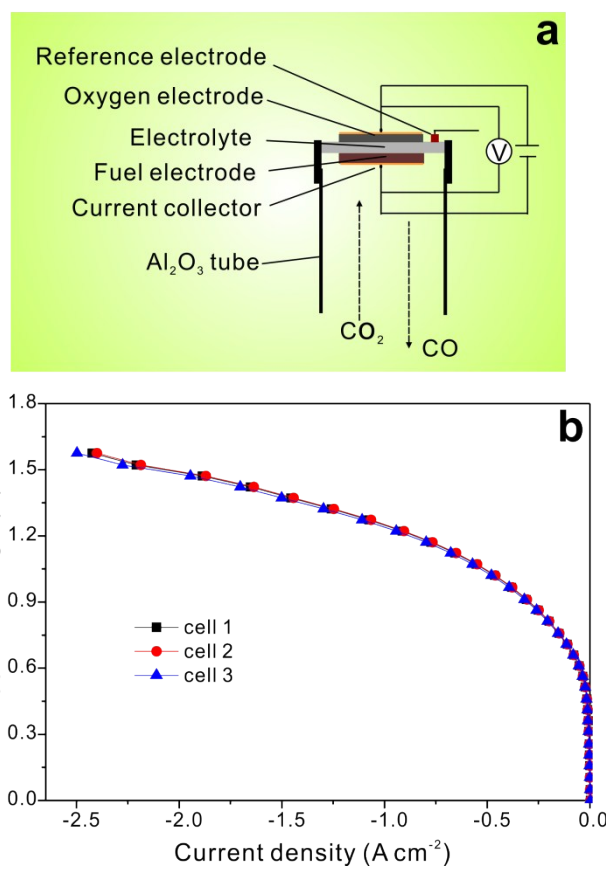 a
Reference electrode
Oxygen electrode
Electrolyte
Fuel electrode
Current collector
Al₂O₃ tube
V
CO₂
CO
b
1.8
1.5
1.2
0.9
0.6
0.3
0.0
cell 1
cell 2
cell 3
-2.5 -2.0 -1.5 -1.0 -0.5 0.0
Current density (A cm⁻²)